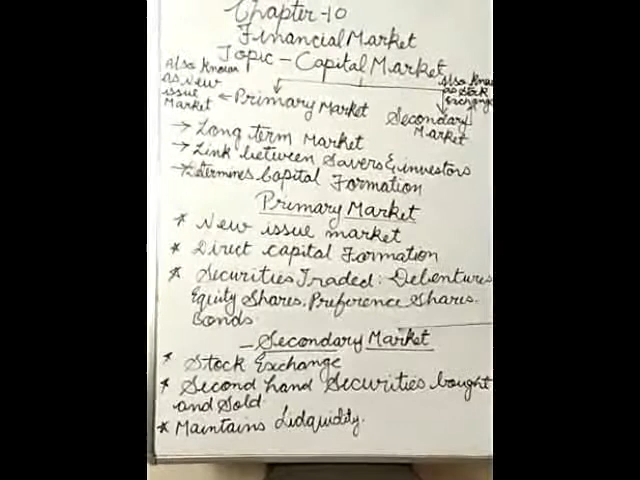 Chapter-10
Financial Market
Topic - Capital Market
Also Known
as New
issue
Market
← Primary Market
Also Know
as Stock
Exchange
Secondary
Market
→ Long term Market
→ Link between Savers & investors
→ Determines Capital Formation
Primary Market
* New issue market
* Direct capital Formation
* Securities Traded: Debentures
Equity Shares, Preference Shares.
Bonds.
- Secondary Market
* Stock Exchange
* Second hand Securities bought
and Sold.
* Maintains Lidquidity.